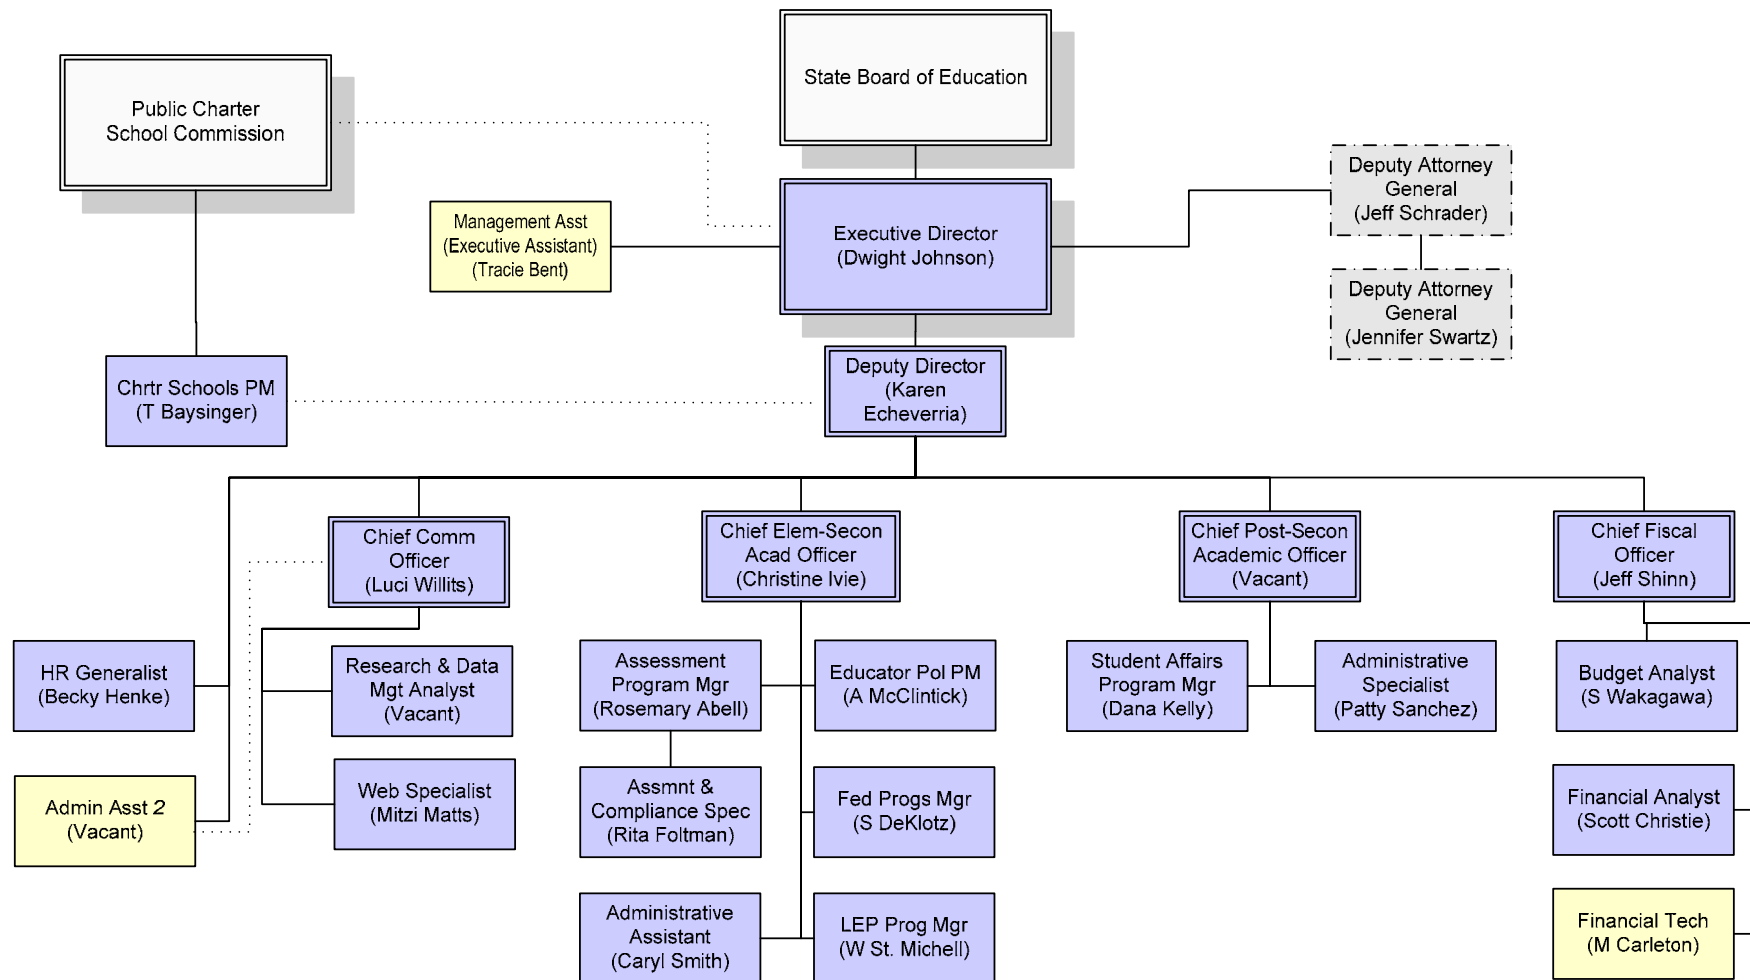 State Board of Education
Public Charter
School Commission
Deputy Attorney
General
(Jeff Schrader)
Management Asst
(Executive Assistant)
(Tracie Bent)
Executive Director
(Dwight Johnson)
Deputy Attorney
General
(Jennifer Swartz)
Chrtr Schools PM
(T Baysinger)
Deputy Director
(Karen
Echeverria)
Chief Comm
Officer
(Luci Willits)
Chief Elem-Secon
Acad Officer
(Christine Ivie)
Chief Post-Secon
Academic Officer
(Vacant)
Chief Fiscal
Officer
(Jeff Shinn)
HR Generalist
(Becky Henke)
Research & Data
Mgt Analyst
(Vacant)
Assessment
Program Mgr
(Rosemary Abell)
Educator Pol PM
(A McClintick)
Student Affairs
Program Mgr
(Dana Kelly)
Administrative
Specialist
(Patty Sanchez)
Budget Analyst
(S Wakagawa)
Admin Asst 2
(Vacant)
Web Specialist
(Mitzi Matts)
Assmnt &
Compliance Spec
(Rita Foltman)
Fed Progs Mgr
(S DeKlotz)
Financial Analyst
(Scott Christie)
Administrative
Assistant
(Caryl Smith)
LEP Prog Mgr
(W St. Michell)
Financial Tech
(M Carleton)